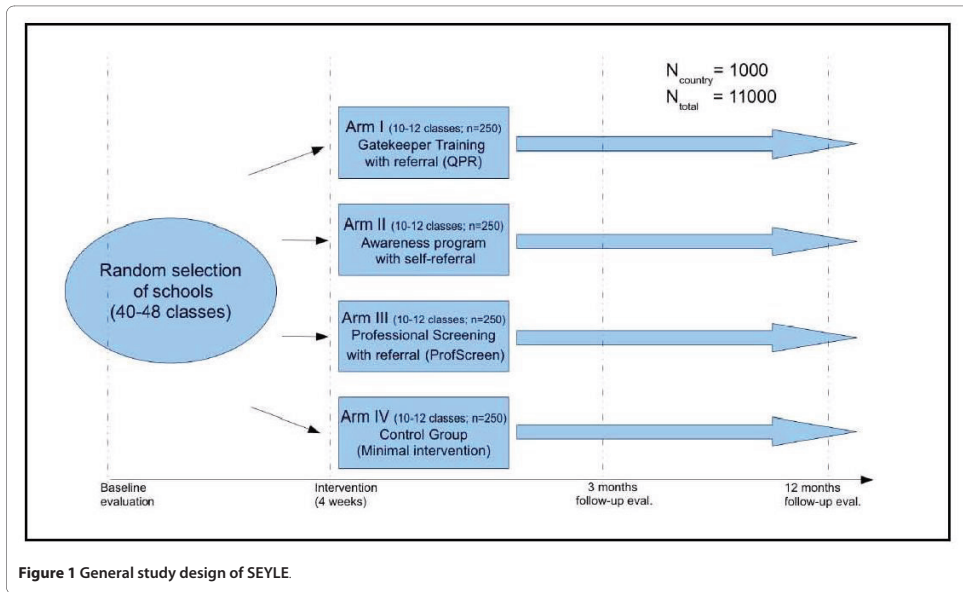 N country = 1000
N total = 11000
Arm I (10-12 classes; n=250)
Gatekeeper Training
with referral (QPR)
Arm II (10-12 classes; n=250)
Awareness program
with self-referral
Random selection
of schools
(40-48 classes)
Arm III (10-12 classes; n=250)
Professional Screening
with referral (ProfScreen)
Arm IV (10-12 classes; n=250)
Control Group
(Minimal intervention)
Baseline
evaluation
Intervention
(4 weeks)
3 months
follow-up eval.
12 months
follow-up eval.
Figure 1 General study design of SEYLE.